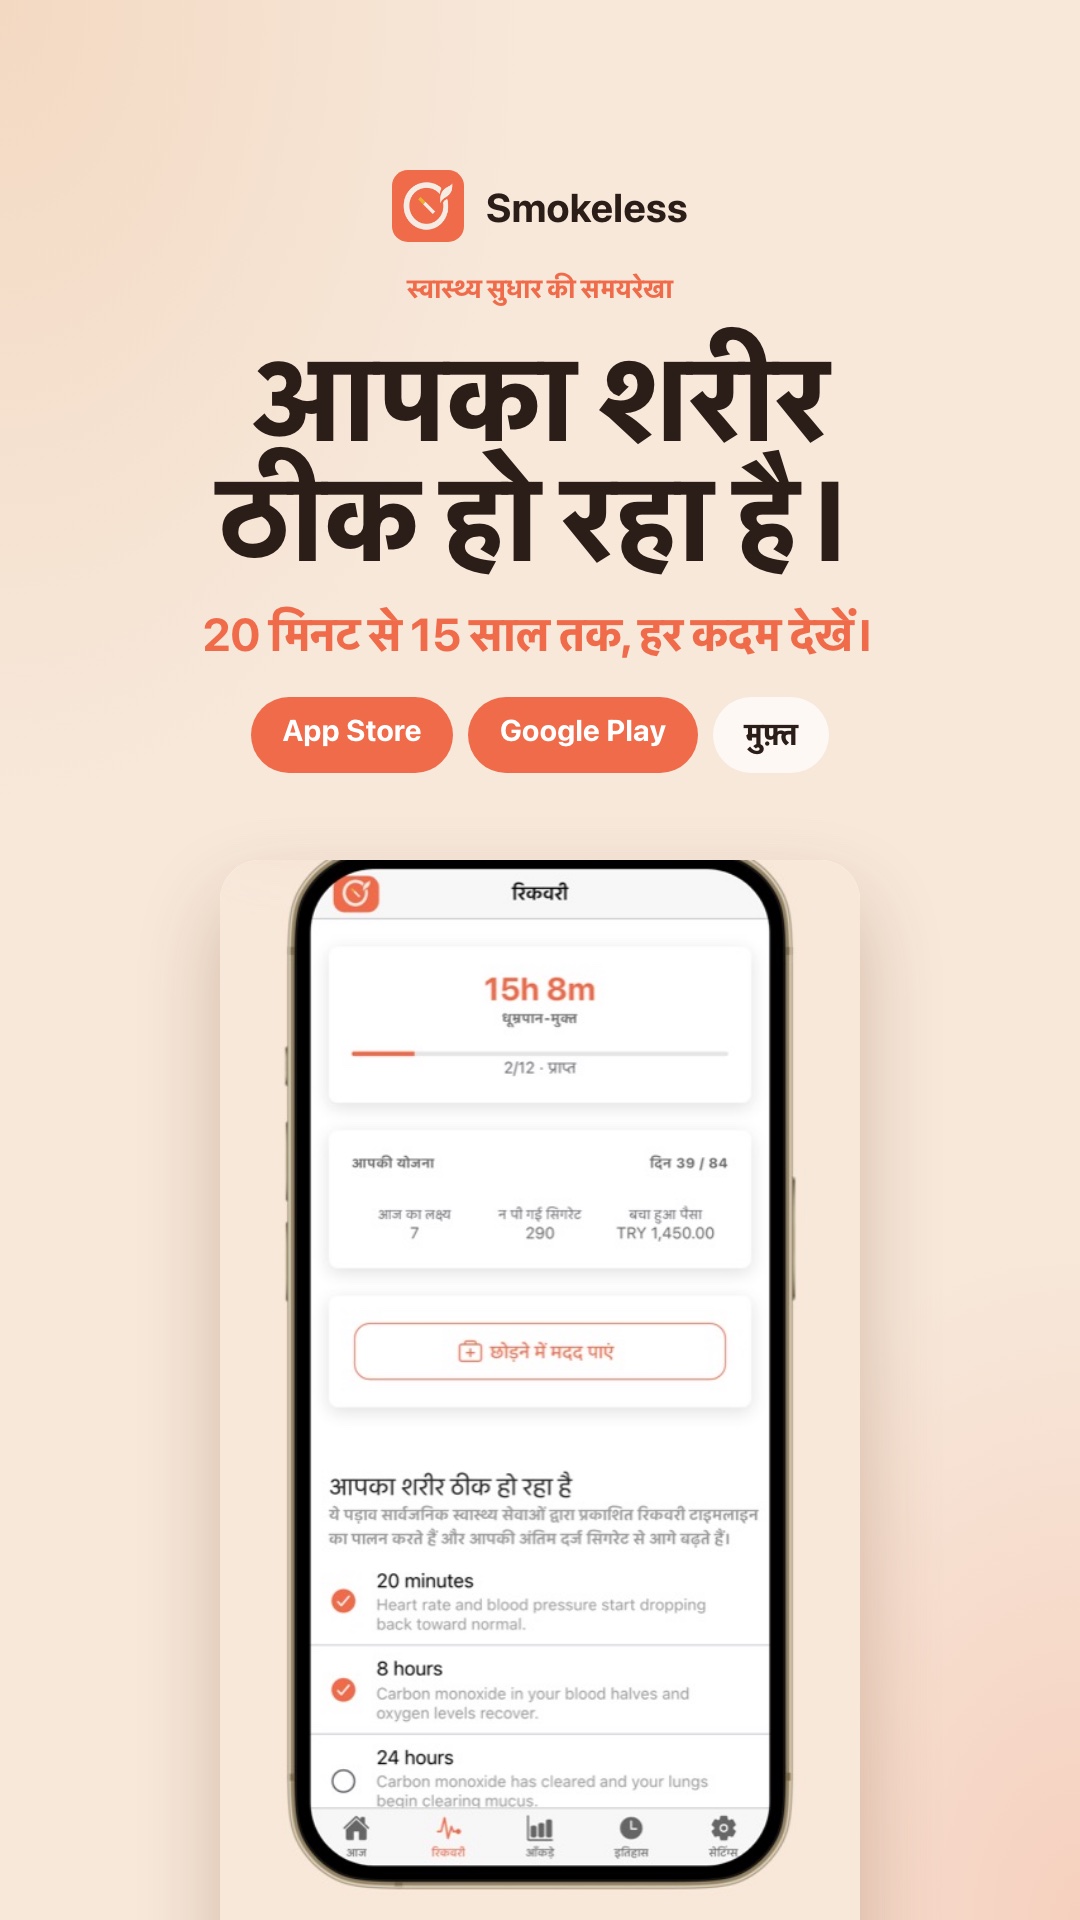 Smokeless
स्वास्थ्य सुधार की समयरेखा
आपका शरीर
ठीक हो रहा है।
20 मिनट से 15 साल तक, हर कदम देखें।
App Store
Google Play
मुफ़्त
रिकवरी
15h 8m
धूम्रपान-मुक्त
2/12 · प्राप्त
आपकी योजना
दिन 39 / 84
आज का लक्ष्य
7
न पी गई सिगरेट
290
बचा हुआ पैसा
TRY 1,450.00
छोड़ने में मदद पाएं
आपका शरीर ठीक हो रहा है
ये पड़ाव सार्वजनिक स्वास्थ्य सेवाओं द्वारा प्रकाशित रिकवरी टाइमलाइन
का पालन करते हैं और आपकी अंतिम दर्ज सिगरेट से आगे बढ़ते हैं।
20 minutes
Heart rate and blood pressure start dropping
back toward normal.
8 hours
Carbon monoxide in your blood halves and
oxygen levels recover.
24 hours
Carbon monoxide has cleared and your lungs
begin clearing mucus.
आज
रिकवरी
आँकड़े
इतिहास
सेटिंग्स